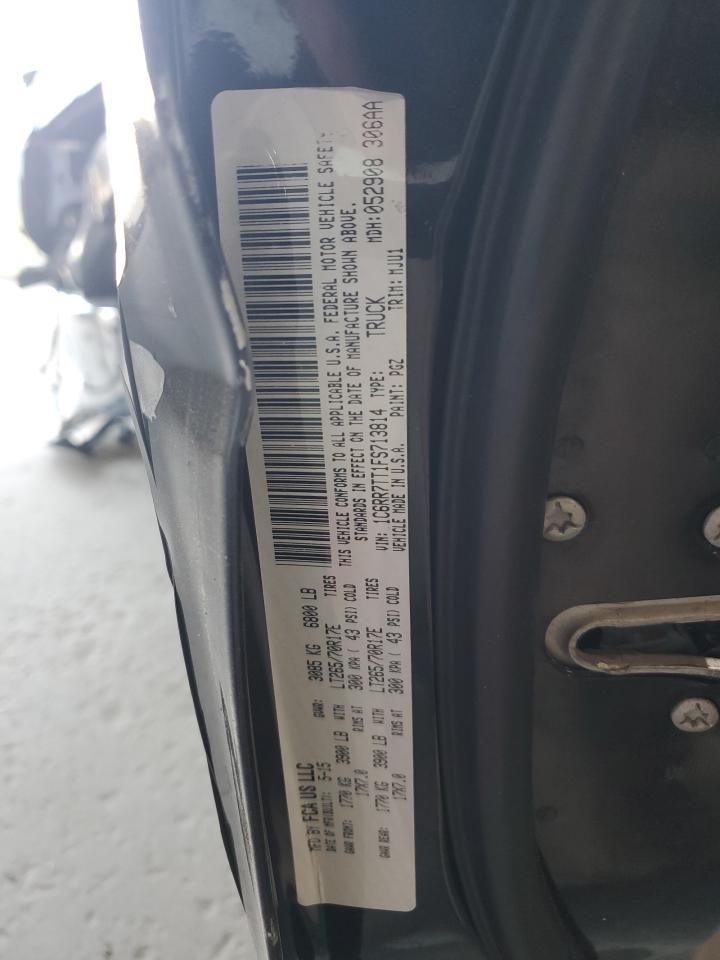 MFD BY FCA US LLC
DATE OF MFR(BUILT): 5-15 GVWR: 3085 KG 6800 LB
GAWR FRONT: 1770 KG 3900 LB WITH LT265/70R17E TIRES
17X7.0 RIMS AT 300 KPA ( 43 PSI) COLD
GAWR REAR: 1770 KG 3900 LB WITH LT265/70R17E TIRES
17X7.0 RIMS AT 300 KPA ( 43 PSI) COLD
THIS VEHICLE CONFORMS TO ALL APPLICABLE U.S.A. FEDERAL MOTOR VEHICLE SAFETY
STANDARDS IN EFFECT ON THE DATE OF MANUFACTURE SHOWN ABOVE.
VIN: 1C6RR7TT1FS713814 TYPE: TRUCK MDH:052908 306AA
VEHICLE MADE IN U.S.A. PAINT: PGZ TRIM: MJU1